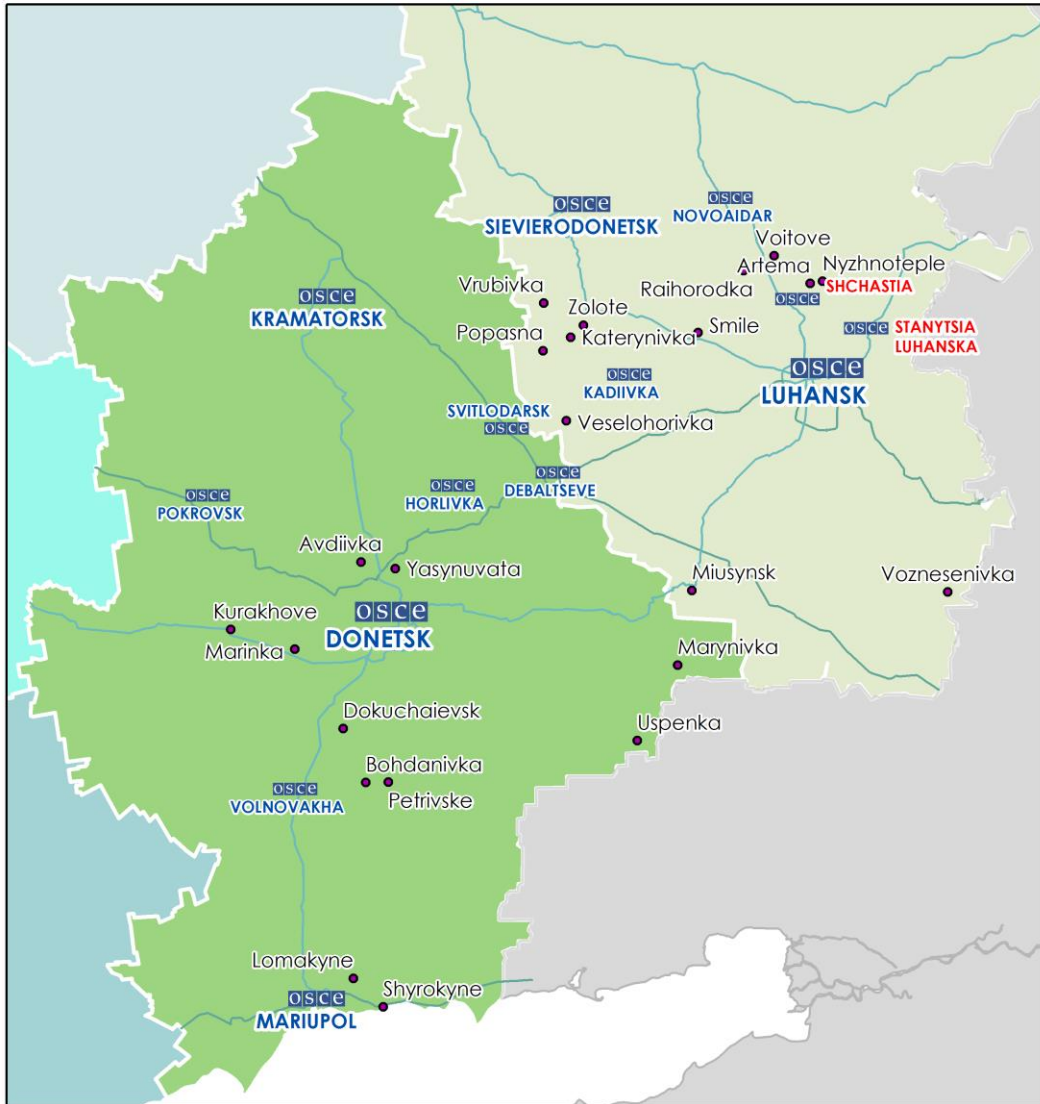 osce
NOVOAIDAR
osce
SIEVIERODONETSK
Voitove
Artema
Nyzhnoteple
SHCHASTIA
Raihorodka
osce
Vrubivka
osce
KRAMATORSK
Zolote
Smile
osce
STANYTSIA
LUHANSKA
Popasna
Katerynivka
osce
LUHANSK
osce
KADIIVKA
SVITLODARSK
osce
Veselohorivka
osce
DEBALTSEVE
osce
HORLIVKA
osce
POKROVSK
Avdiivka
Yasynuvata
Miusynsk
Voznesenivka
Kurakhove
osce
DONETSK
Marinka
Marynivka
Dokuchaievsk
Uspenka
Bohdanivka
Petrivske
osce
VOLNOVAKHA
Lomakyne
Shyrokyne
osce
MARIUPOL